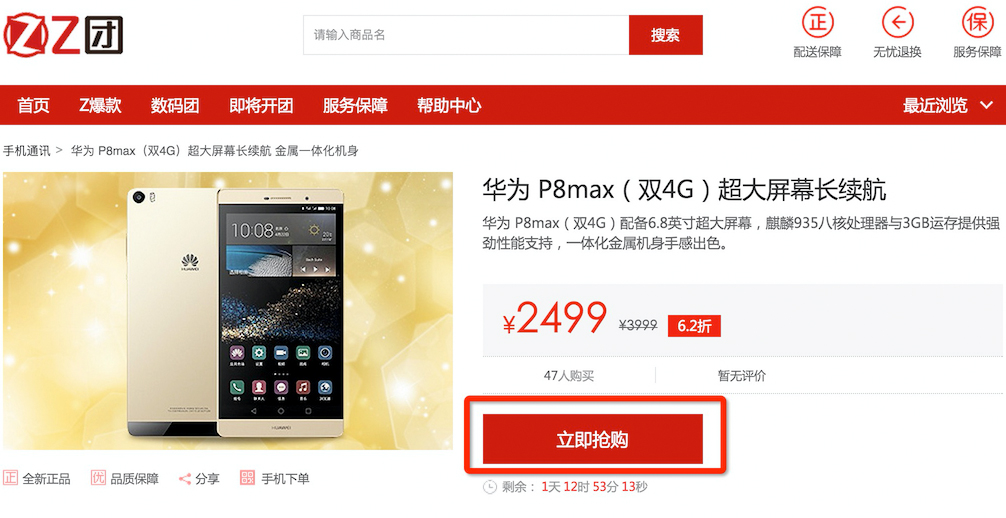 Z团
请输入商品名
搜索
正
配送保障
无忧退换
保
服务保障
首页 Z爆款 数码团 即将开团 服务保障 帮助中心 最近浏览
手机通讯 > 华为 P8max（双4G）超大屏幕长续航 金属一体化机身
HUAWEI
10:08
HUAWEI
华为 P8max（双4G）超大屏幕长续航
华为 P8max（双4G）配备6.8英寸超大屏幕，麒麟935八核处理器与3GB运存提供强
劲性能支持，一体化金属机身手感出色。
¥2499 ¥3999 6.2折
47人购买 暂无评价
立即抢购
剩余： 1天 12时 53分 13秒
正 全新正品 优 品质保障 分享 手机下单